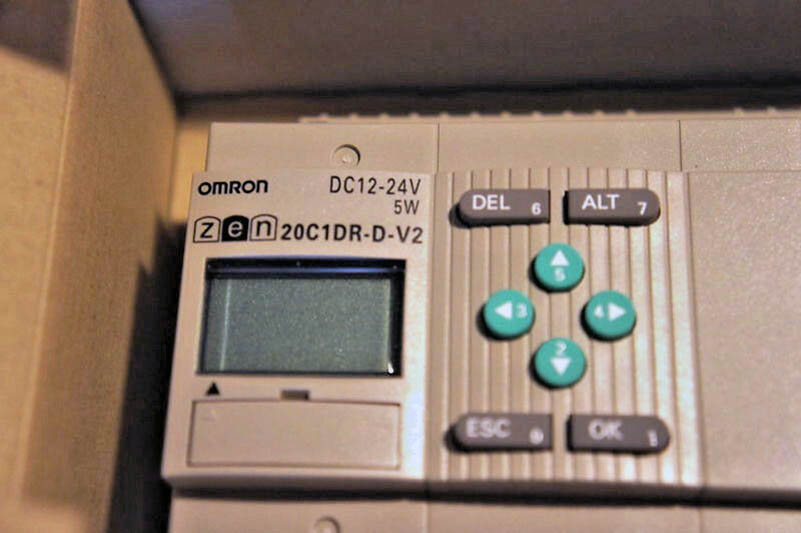 OMRON
DC12-24V
5W
zen 20C1DR-D-V2
DEL 6
ALT 7
5
3
4
2
ESC 0
OK 1